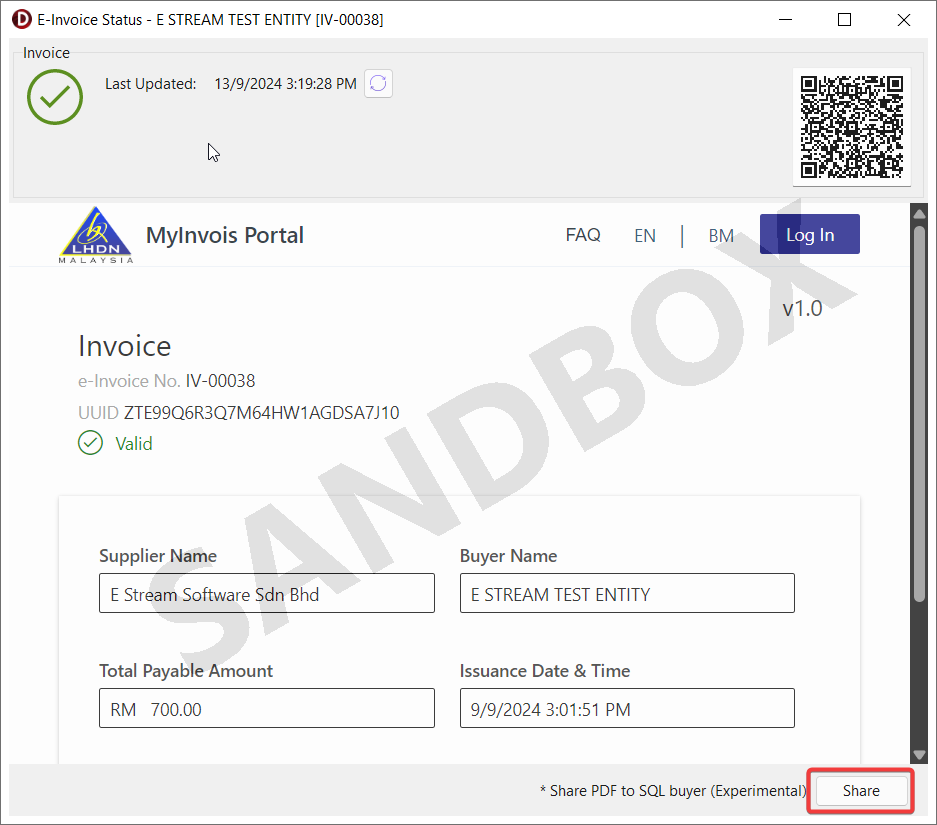 E-Invoice Status - E STREAM TEST ENTITY [IV-00038]
Invoice
Last Updated: 13/9/2024 3:19:28 PM
LHDN
MALAYSIA
MyInvois Portal
FAQ
EN | BM
Log In
v1.0
Invoice
e-Invoice No. IV-00038
UUID ZTE99Q6R3Q7M64HW1AGDSA7J10
Valid
SANDBOX
Supplier Name
E Stream Software Sdn Bhd
Buyer Name
E STREAM TEST ENTITY
Total Payable Amount
RM 700.00
Issuance Date & Time
9/9/2024 3:01:51 PM
* Share PDF to SQL buyer (Experimental)
Share